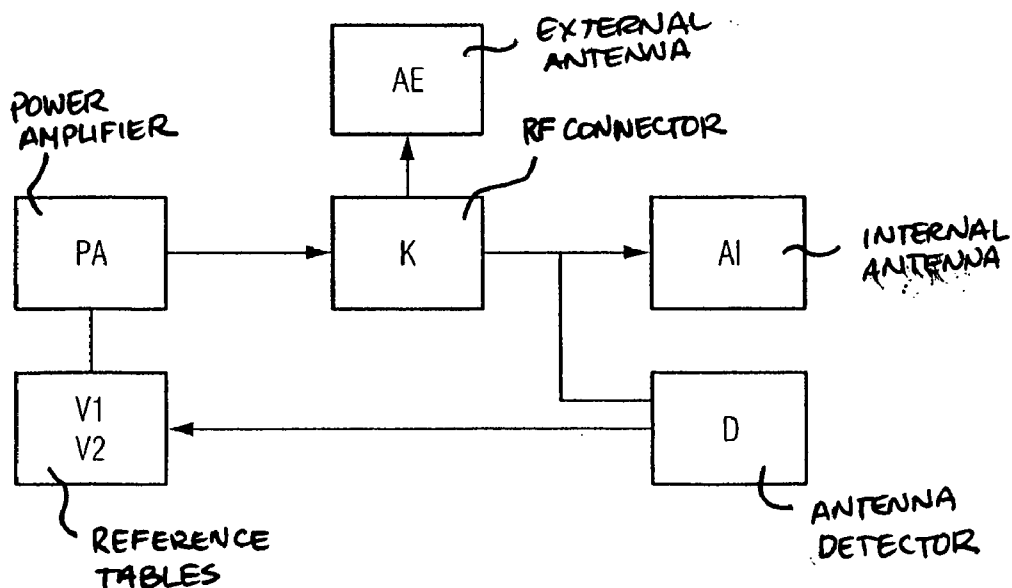 EXTERNAL
ANTENNA
AE
POWER
AMPLIFIER
RF CONNECTOR
PA
K
AI
INTERNAL
ANTENNA
V1
V2
D
REFERENCE
TABLES
ANTENNA
DETECTOR